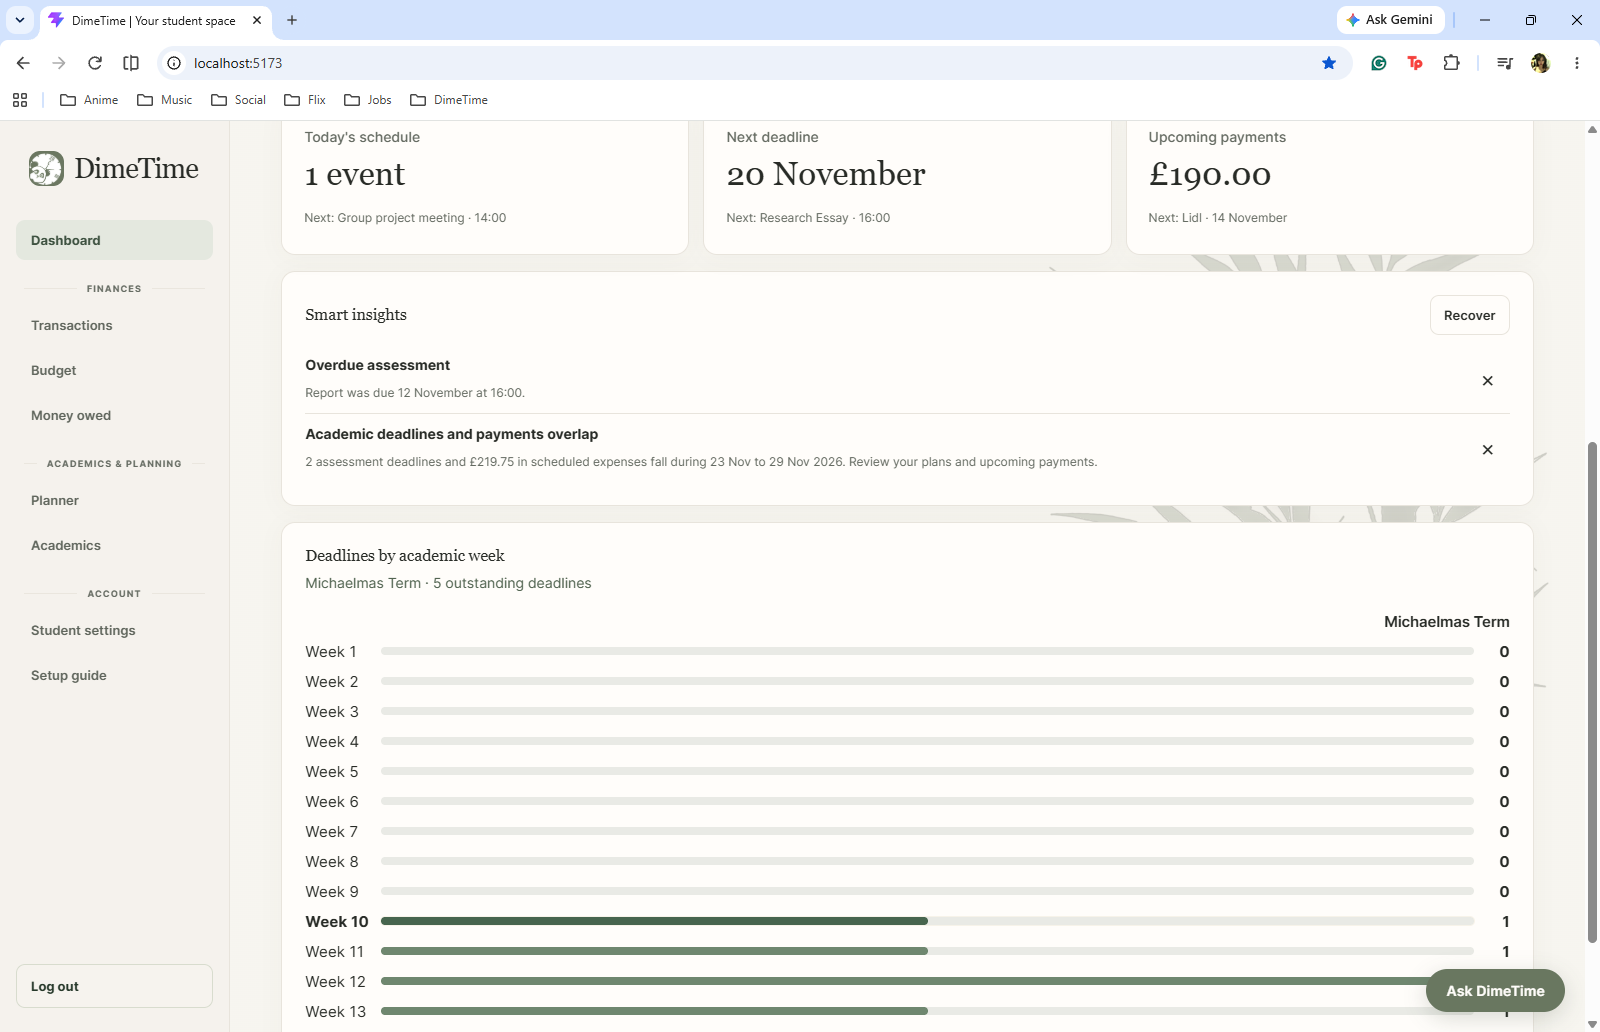 DimeTime | Your student space
Ask Gemini
localhost:5173
Anime
Music
Social
Flix
Jobs
DimeTime
DimeTime
Dashboard
FINANCES
Transactions
Budget
Money owed
ACADEMICS & PLANNING
Planner
Academics
ACCOUNT
Student settings
Setup guide
Log out
Today's schedule
1 event
Next: Group project meeting · 14:00
Next deadline
20 November
Next: Research Essay · 16:00
Upcoming payments
£190.00
Next: Lidl · 14 November
Smart insights
Recover
Overdue assessment
Report was due 12 November at 16:00.
Academic deadlines and payments overlap
2 assessment deadlines and £219.75 in scheduled expenses fall during 23 Nov to 29 Nov 2026. Review your plans and upcoming payments.
Deadlines by academic week
Michaelmas Term · 5 outstanding deadlines
Michaelmas Term
Week 1 0
Week 2 0
Week 3 0
Week 4 0
Week 5 0
Week 6 0
Week 7 0
Week 8 0
Week 9 0
Week 10 1
Week 11 1
Week 12
Week 13
Ask DimeTime